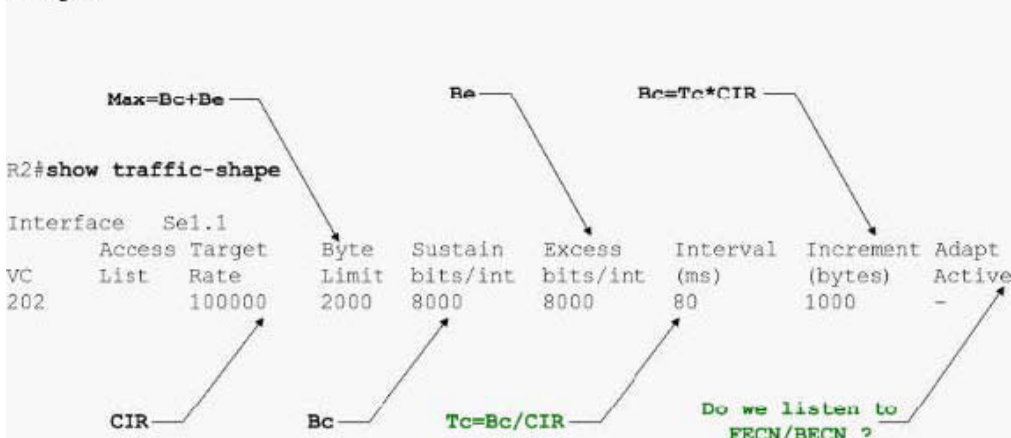 Max=Bc+Be Be Bc=Tc*CIR
R2#show traffic-shape
Interface Se1.1
Access Target Byte Sustain Excess Interval Increment Adapt
VC List Rate Limit bits/int bits/int (ms) (bytes) Active
202 100000 2000 8000 8000 80 1000 -
CIR Bc Tc=Bc/CIR Do we listen to
FECN/BECN ?